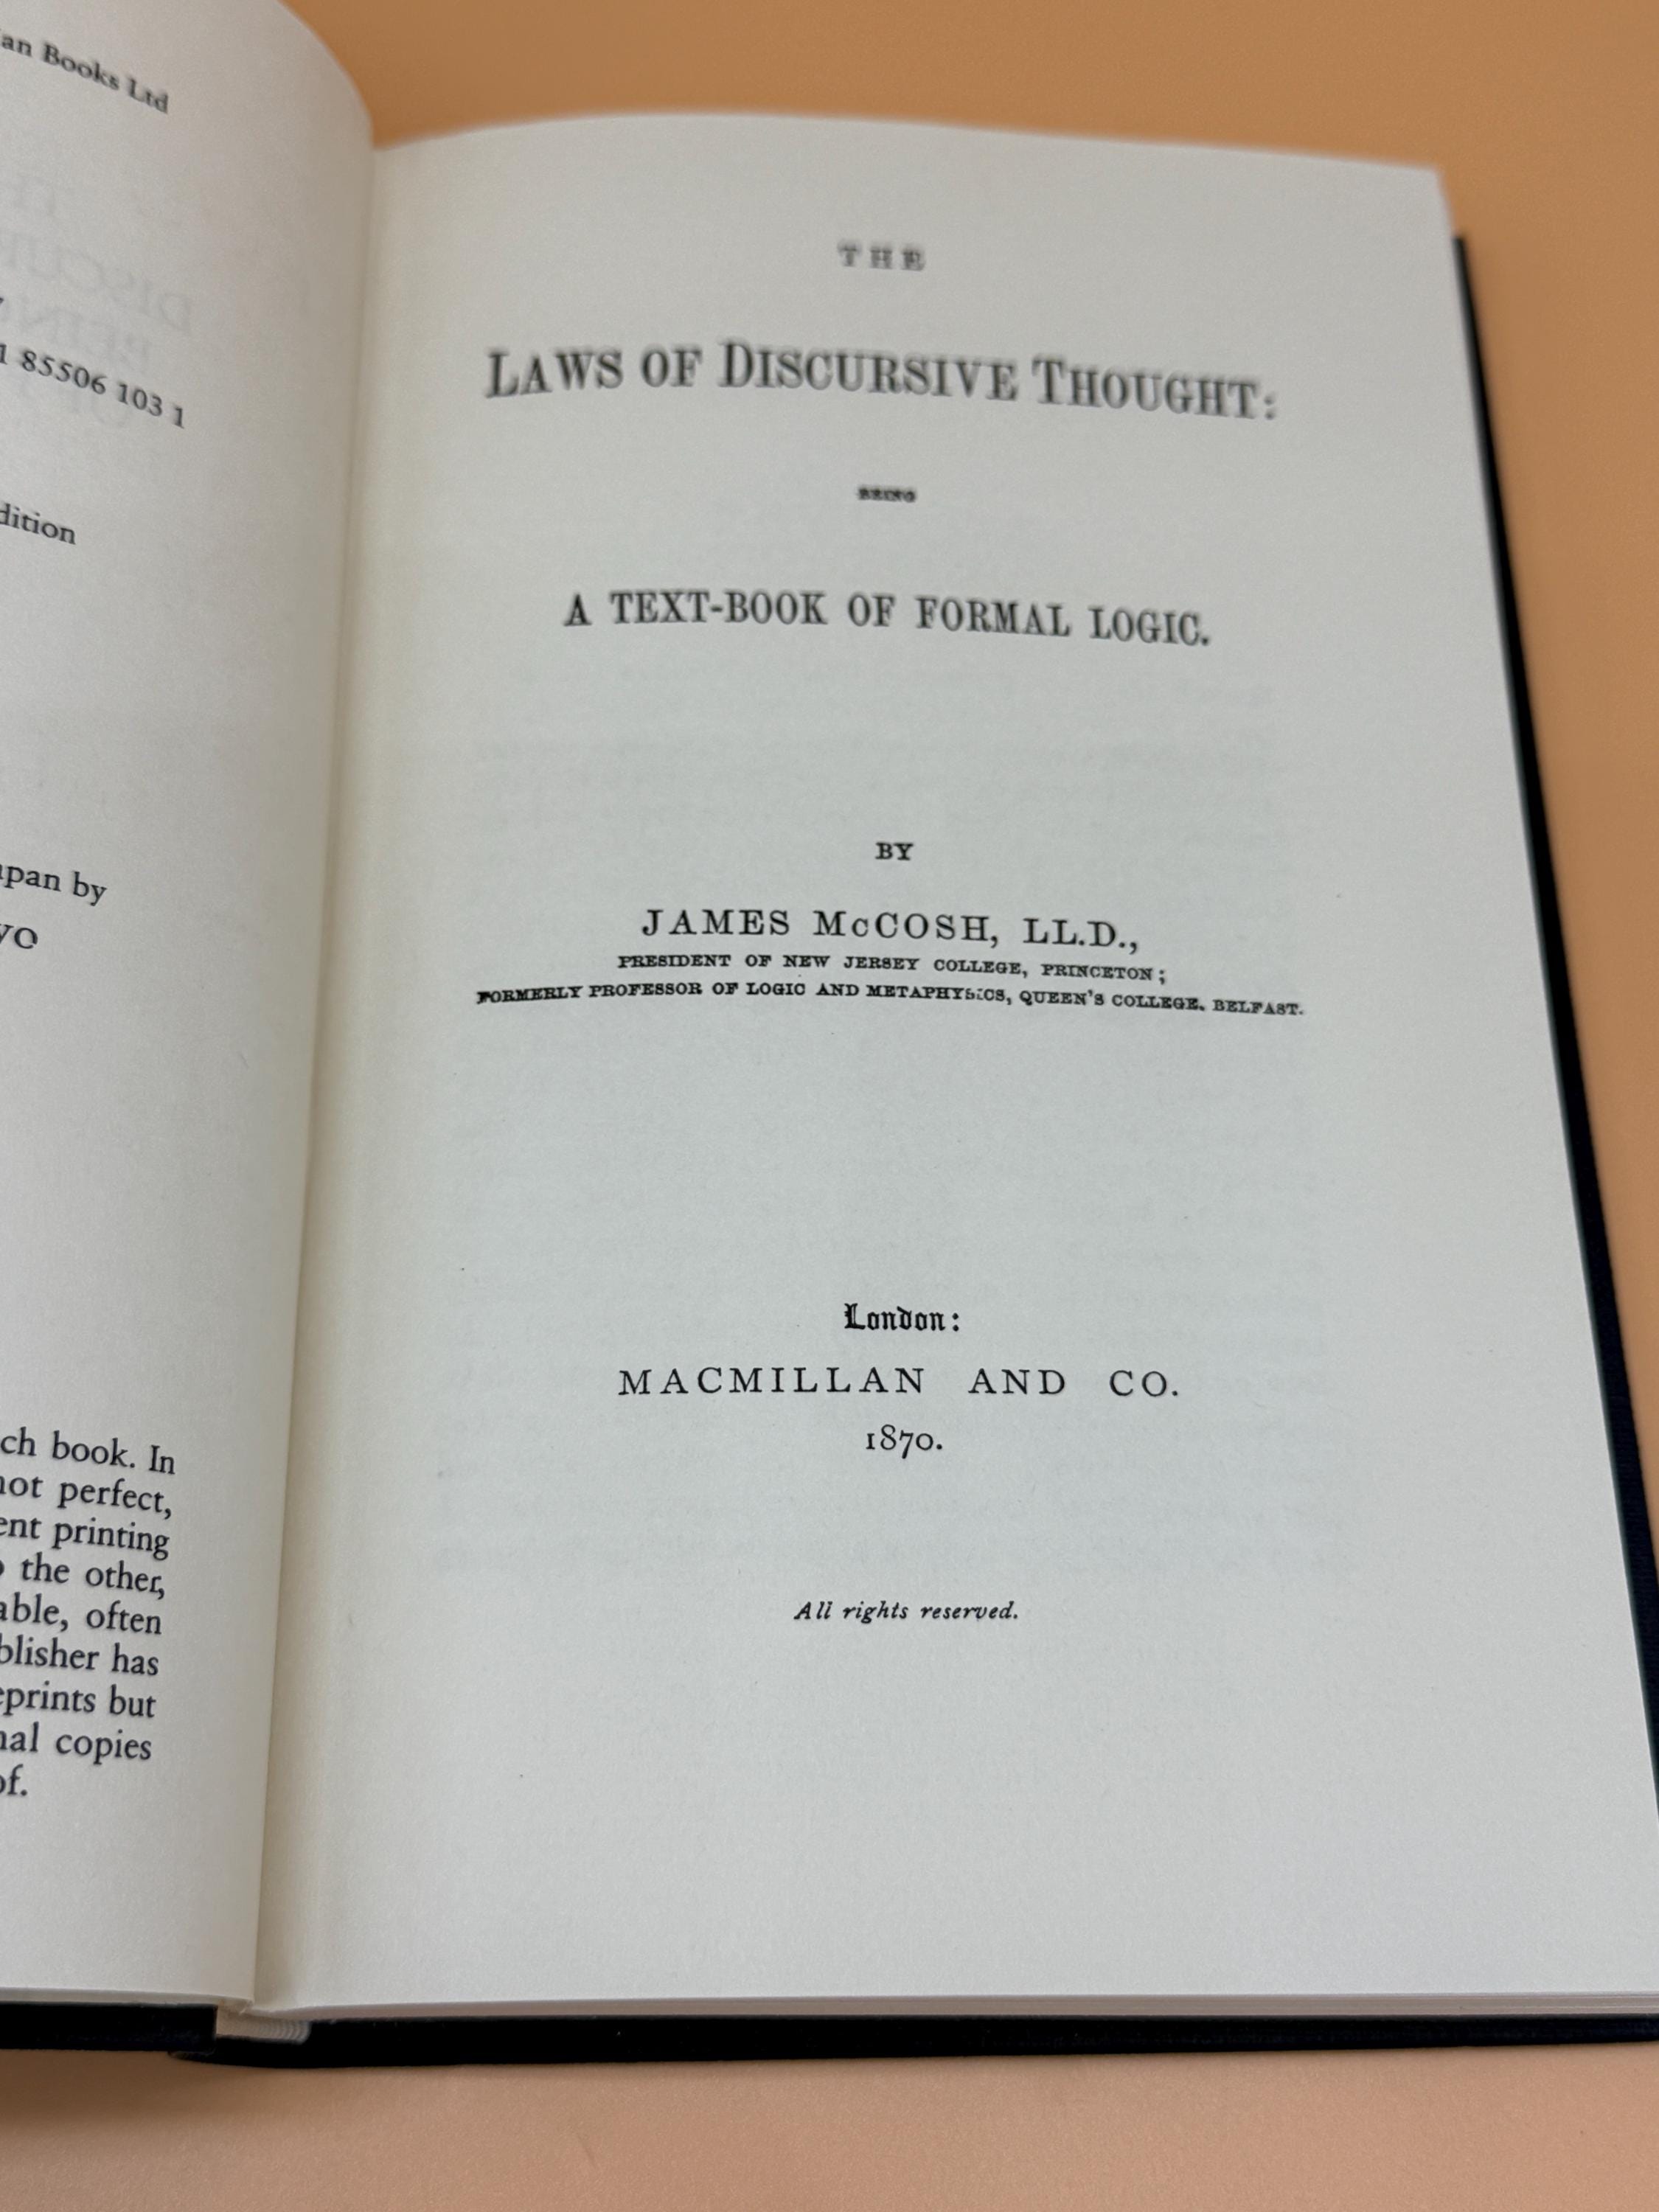 an Books Ltd
1 85506 103 1
dition
pan by
YO
ch book. In
not perfect,
ent printing
the other,
able, often
blisher has
eprints but
nal copies
of.
THE
LAWS OF DISCURSIVE THOUGHT:
BEING
A TEXT-BOOK OF FORMAL LOGIC.
BY
JAMES McCOSH, LL.D.,
PRESIDENT OF NEW JERSEY COLLEGE, PRINCETON;
FORMERLY PROFESSOR OF LOGIC AND METAPHYSICS, QUEEN'S COLLEGE, BELFAST.
London:
MACMILLAN AND CO.
1870.
All rights reserved.